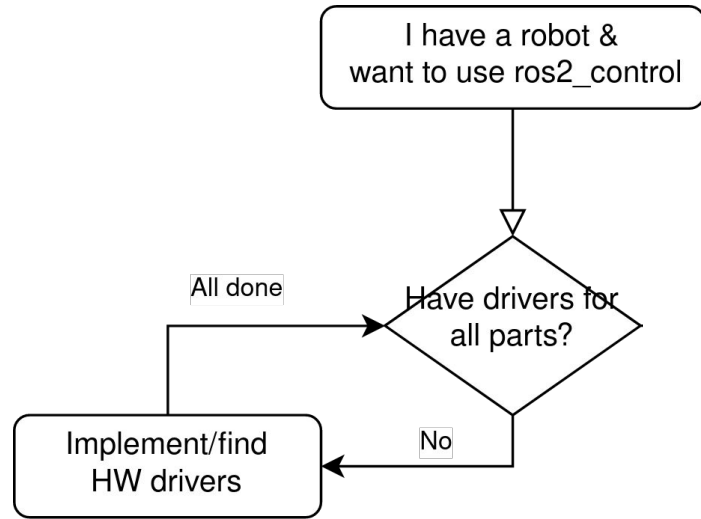 I have a robot &
want to use ros2_control
Have drivers for
all parts?
All done
No
Implement/find
HW drivers